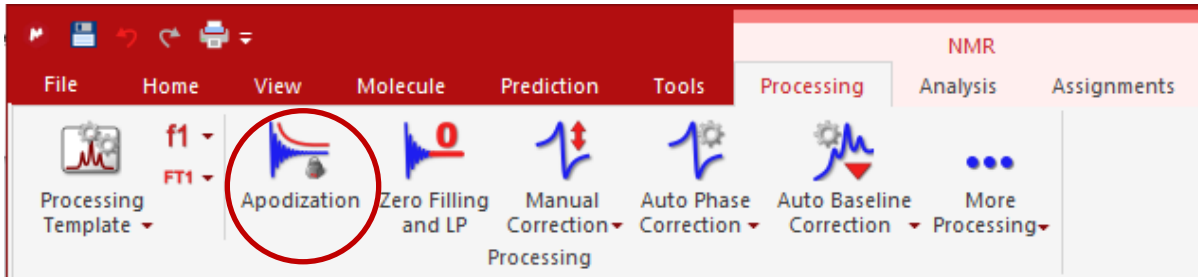 NMR
File Home View Molecule Prediction Tools Processing Analysis Assignments
f1
FT1
0
Processing Template
Apodization
Zero Filling and LP
Manual Correction
Auto Phase Correction
Auto Baseline Correction
More Processing
Processing